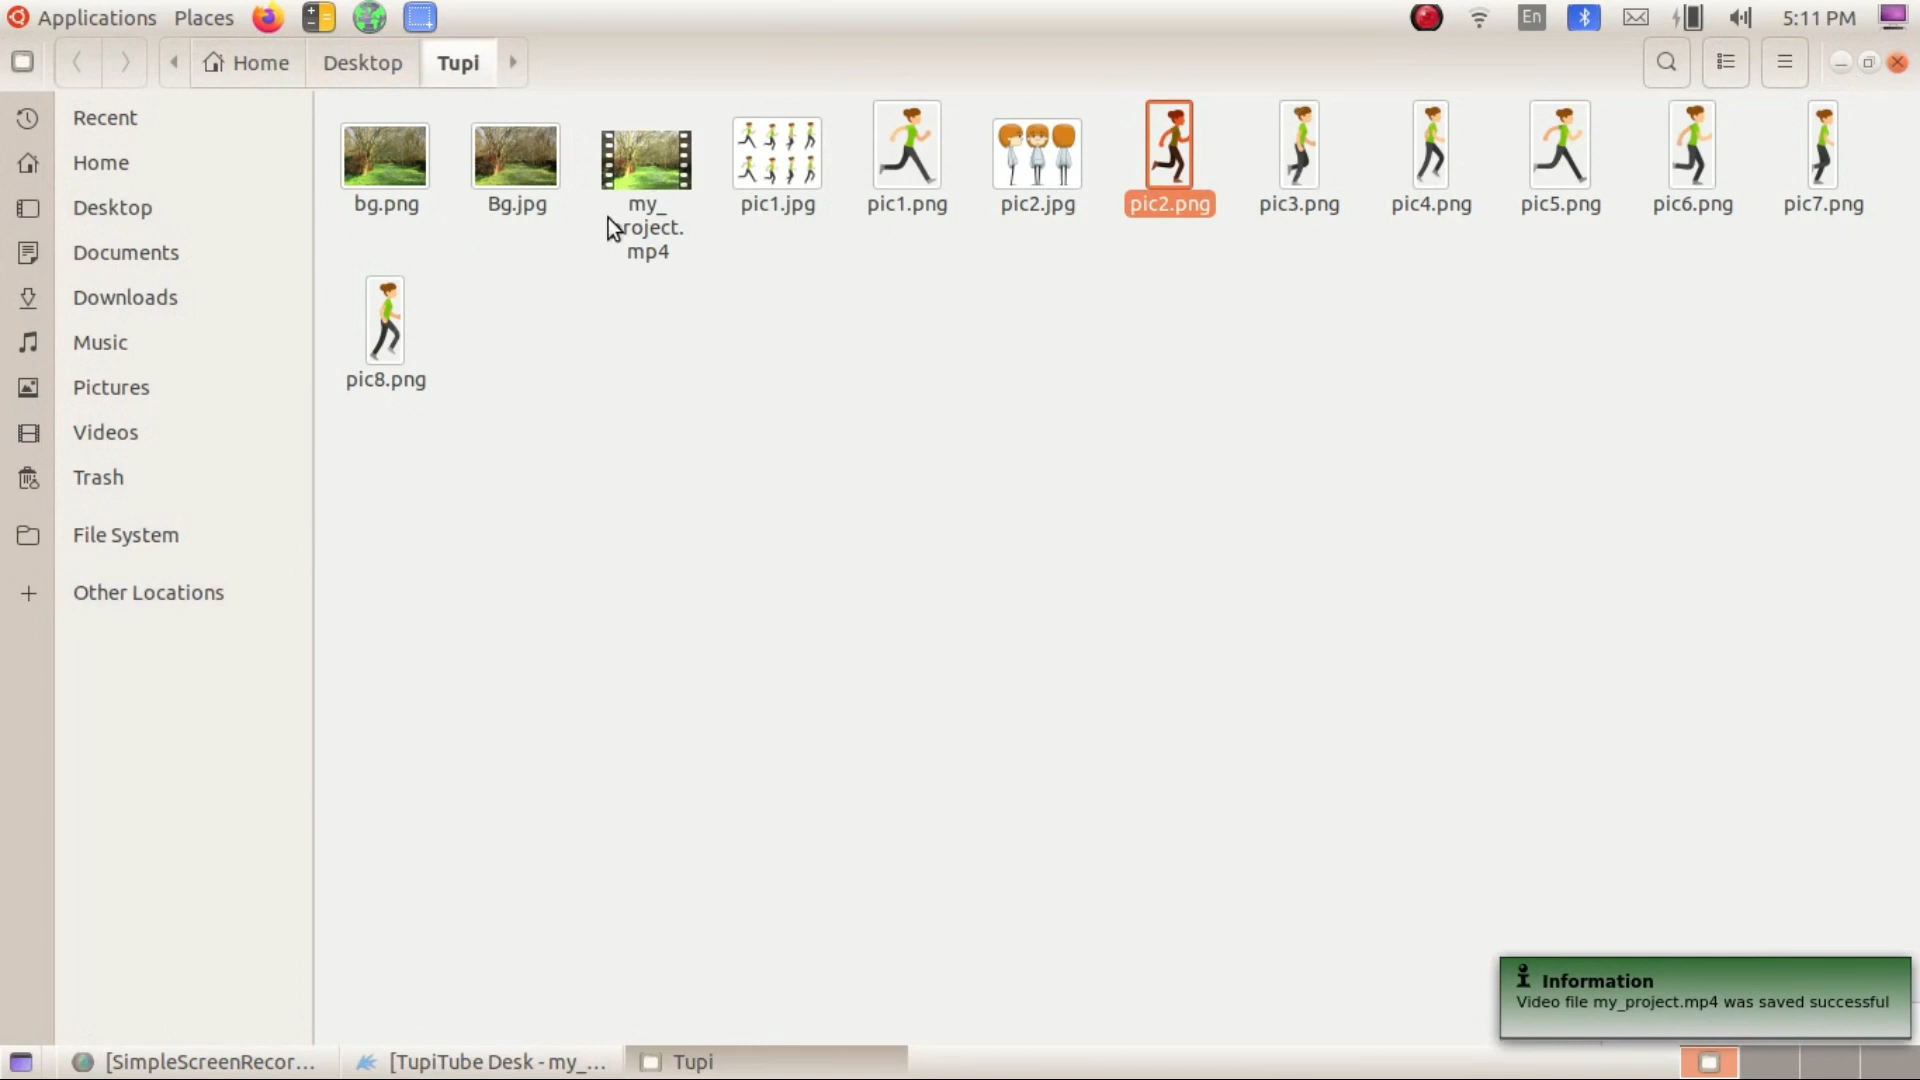 Applications Places En 5:11 PM
Home Desktop Tupi
Recent
Home
Desktop
Documents
Downloads
Music
Pictures
Videos
Trash
File System
Other Locations
bg.png Bg.jpg my_ pic1.jpg pic1.png pic2.jpg pic2.png pic3.png pic4.png pic5.png pic6.png pic7.png
roject.
mp4
pic8.png
Information
Video file my_project.mp4 was saved successful
[SimpleScreenRecor... [TupiTube Desk - my_... Tupi